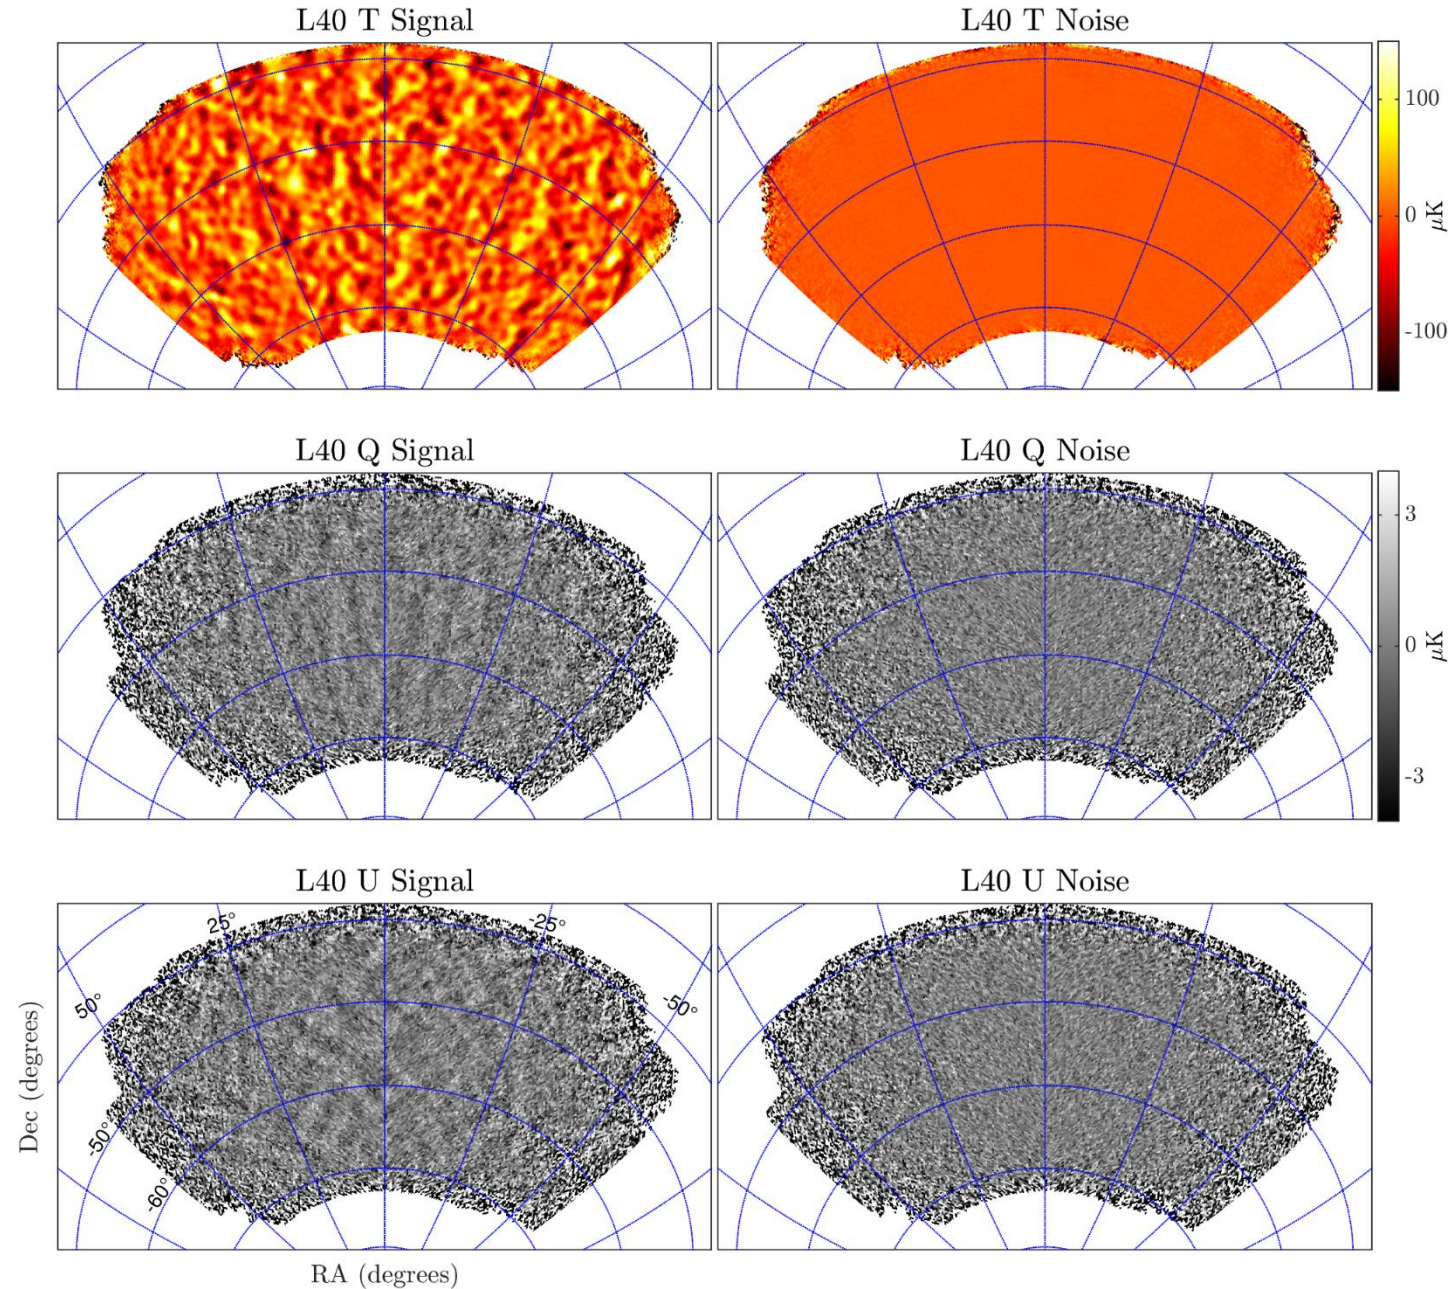 L40 T Signal
L40 T Noise
100
0
-100
μK
L40 Q Signal
L40 Q Noise
3
0
-3
μK
L40 U Signal
L40 U Noise
25°
-25°
50°
-50°
-50°
-60°
Dec (degrees)
RA (degrees)